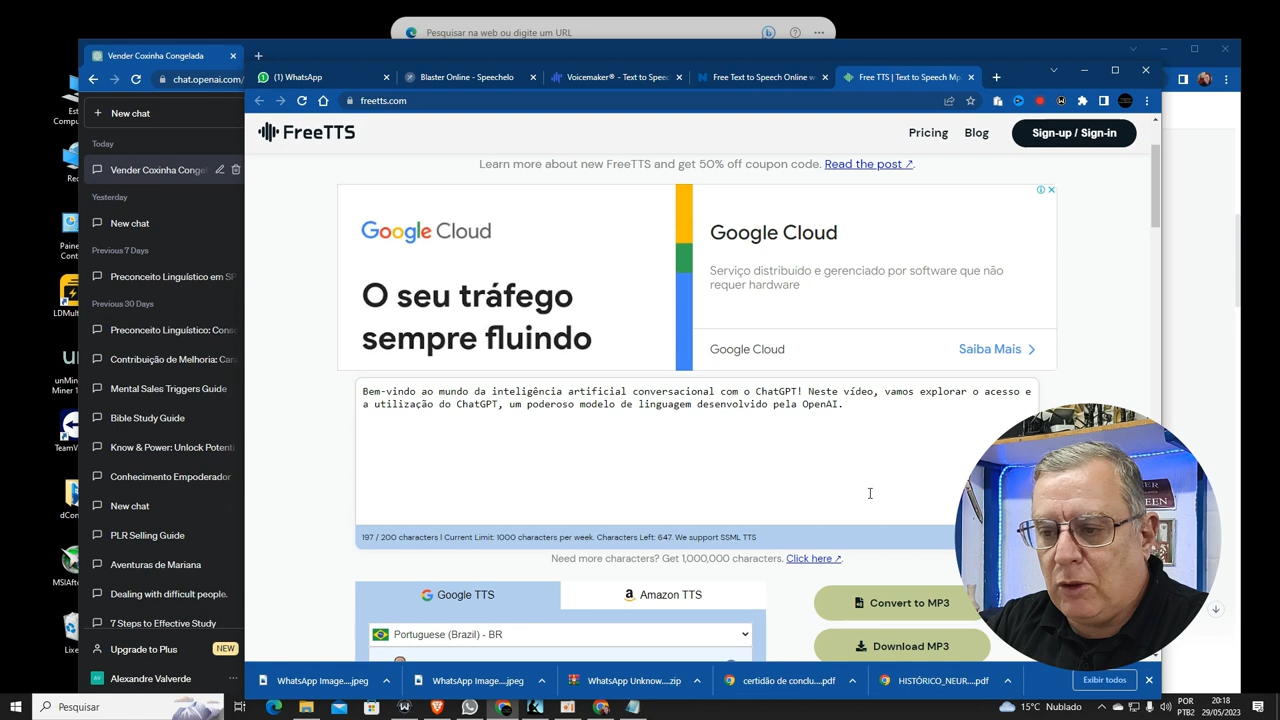 Pesquisar na web ou digite um URL
Vender Coxinha Congelada
chat.openai.com/
WhatsApp
Blaster Online - Speechelo
Voicemaker® - Text to Speec
Free Text to Speech Online w
Free TTS | Text to Speech Mp
freetts.com
New chat
Today
Vender Coxinha Congel
Yesterday
New chat
Previous 7 Days
Preconceito Linguístico em SP
Previous 30 Days
Preconceito Linguístico: Conse
Contribuição de Melhoria: Cara
Mental Sales Triggers Guide
Bible Study Guide
Know & Power: Unlock Potenti
Conhecimento Empoderador
New chat
PLR Selling Guide
Aventuras de Mariana
Dealing with difficult people.
7 Steps to Effective Study
Upgrade to Plus
NEW
AV
Alexandre Valverde
FreeTTS
Pricing
Blog
Sign-up / Sign-in
Learn more about new FreeTTS and get 50% off coupon code. Read the post ↗.
Google Cloud
O seu tráfego
sempre fluindo
Google Cloud
Serviço distribuído e gerenciado por software que não
requer hardware
Google Cloud
Saiba Mais
Bem-vindo ao mundo da inteligência artificial conversacional com o ChatGPT! Neste vídeo, vamos explorar o acesso e
a utilização do ChatGPT, um poderoso modelo de linguagem desenvolvido pela OpenAI.
197 / 200 characters | Current Limit: 1000 characters per week. Characters Left: 647. We support SSML TTS
Need more characters? Get 1,000,000 characters. Click here ↗.
Google TTS
Amazon TTS
Convert to MP3
Portuguese (Brazil) - BR
Download MP3
WhatsApp Image....jpeg
WhatsApp Image....jpeg
WhatsApp Unknow....zip
certidão de conclu....pdf
HISTÓRICO_NEUR....pdf
Exibir todos
Pesquisar
15°C Nublado
POR
PTB2
20:18
29/05/2023